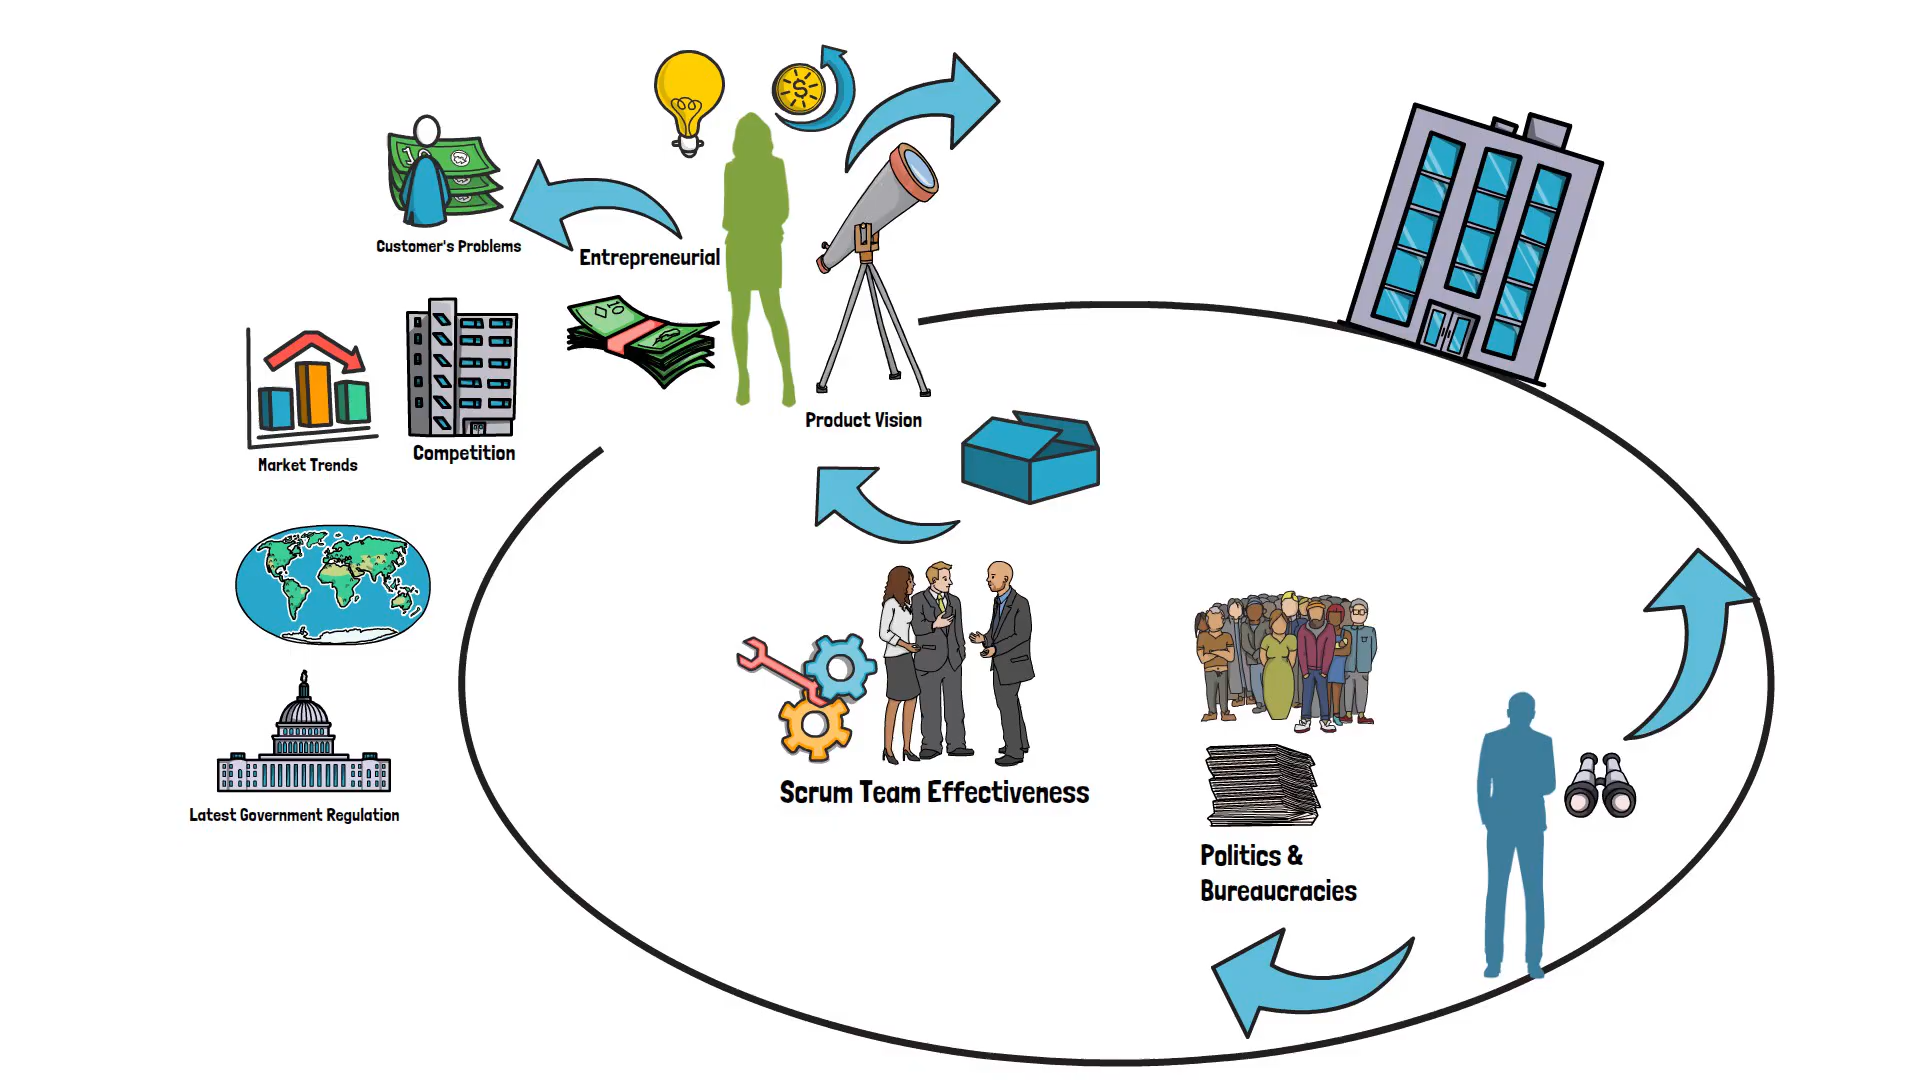 Customer's Problems
Entrepreneurial
Product Vision
Market Trends
Competition
Latest Government Regulation
Scrum Team Effectiveness
Politics &
Bureaucracies